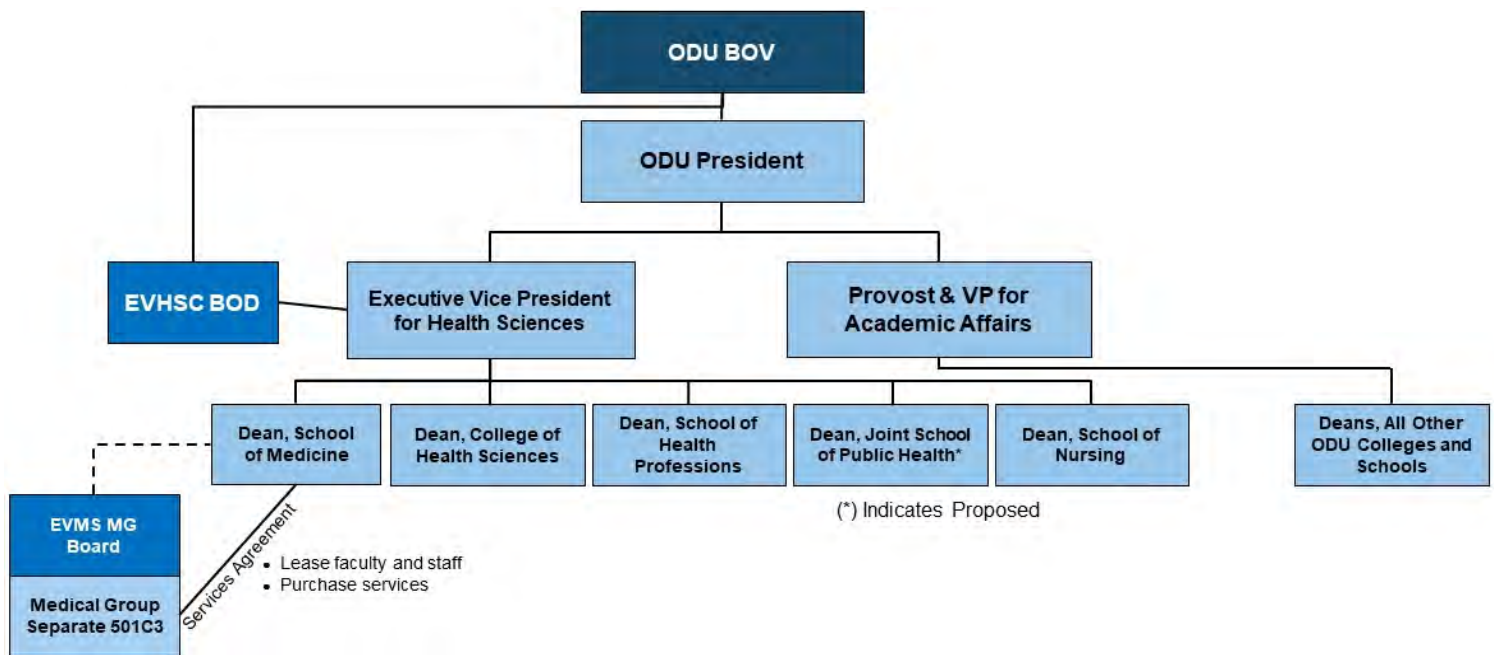 ODU BOV
ODU President
EVHSC BOD
Executive Vice President
for Health Sciences
Provost & VP for
Academic Affairs
Dean, School
of Medicine
Dean, College of
Health Sciences
Dean, School of
Health
Professions
Dean, Joint School
of Public Health*
Dean, School of
Nursing
Deans, All Other
ODU Colleges and
Schools
(*) Indicates Proposed
EVMS MG
Board
Medical Group
Separate 501C3
Services Agreement
• Lease faculty and staff
• Purchase services